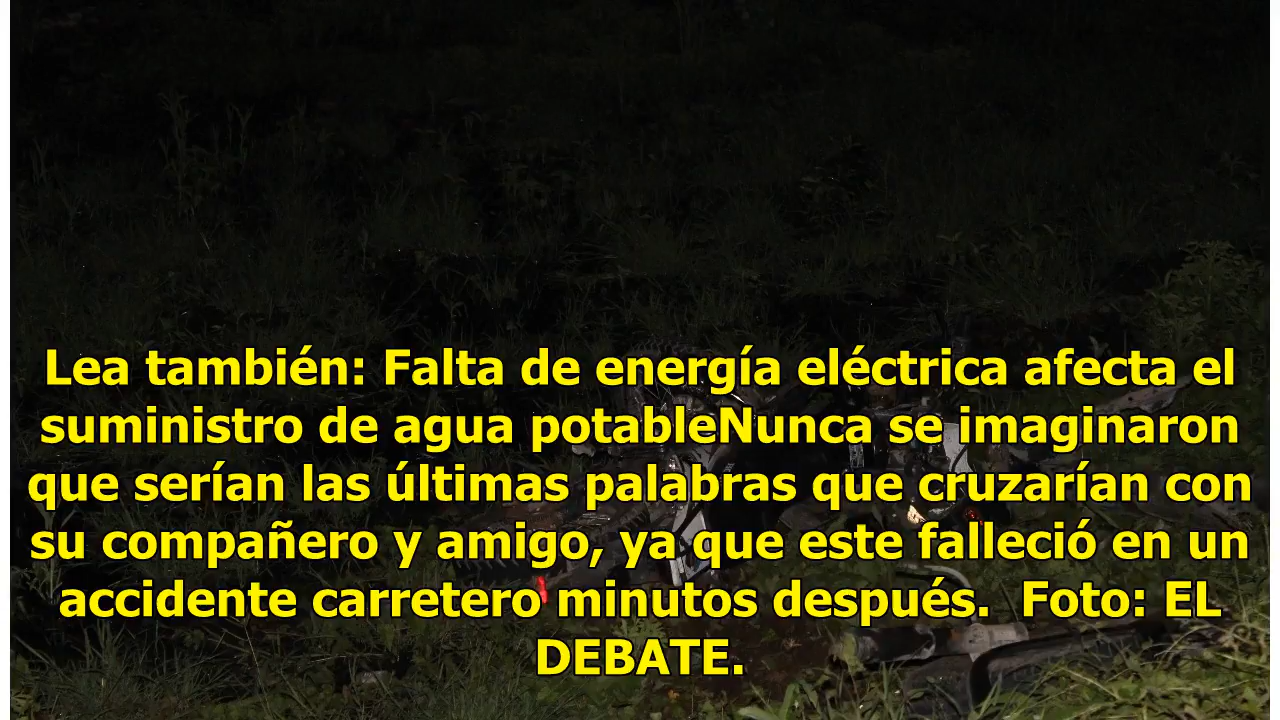 Lea también: Falta de energía eléctrica afecta el
suministro de agua potableNunca se imaginaron
que serían las últimas palabras que cruzarían con
su compañero y amigo, ya que este falleció en un
accidente carretero minutos después.  Foto: EL
DEBATE.